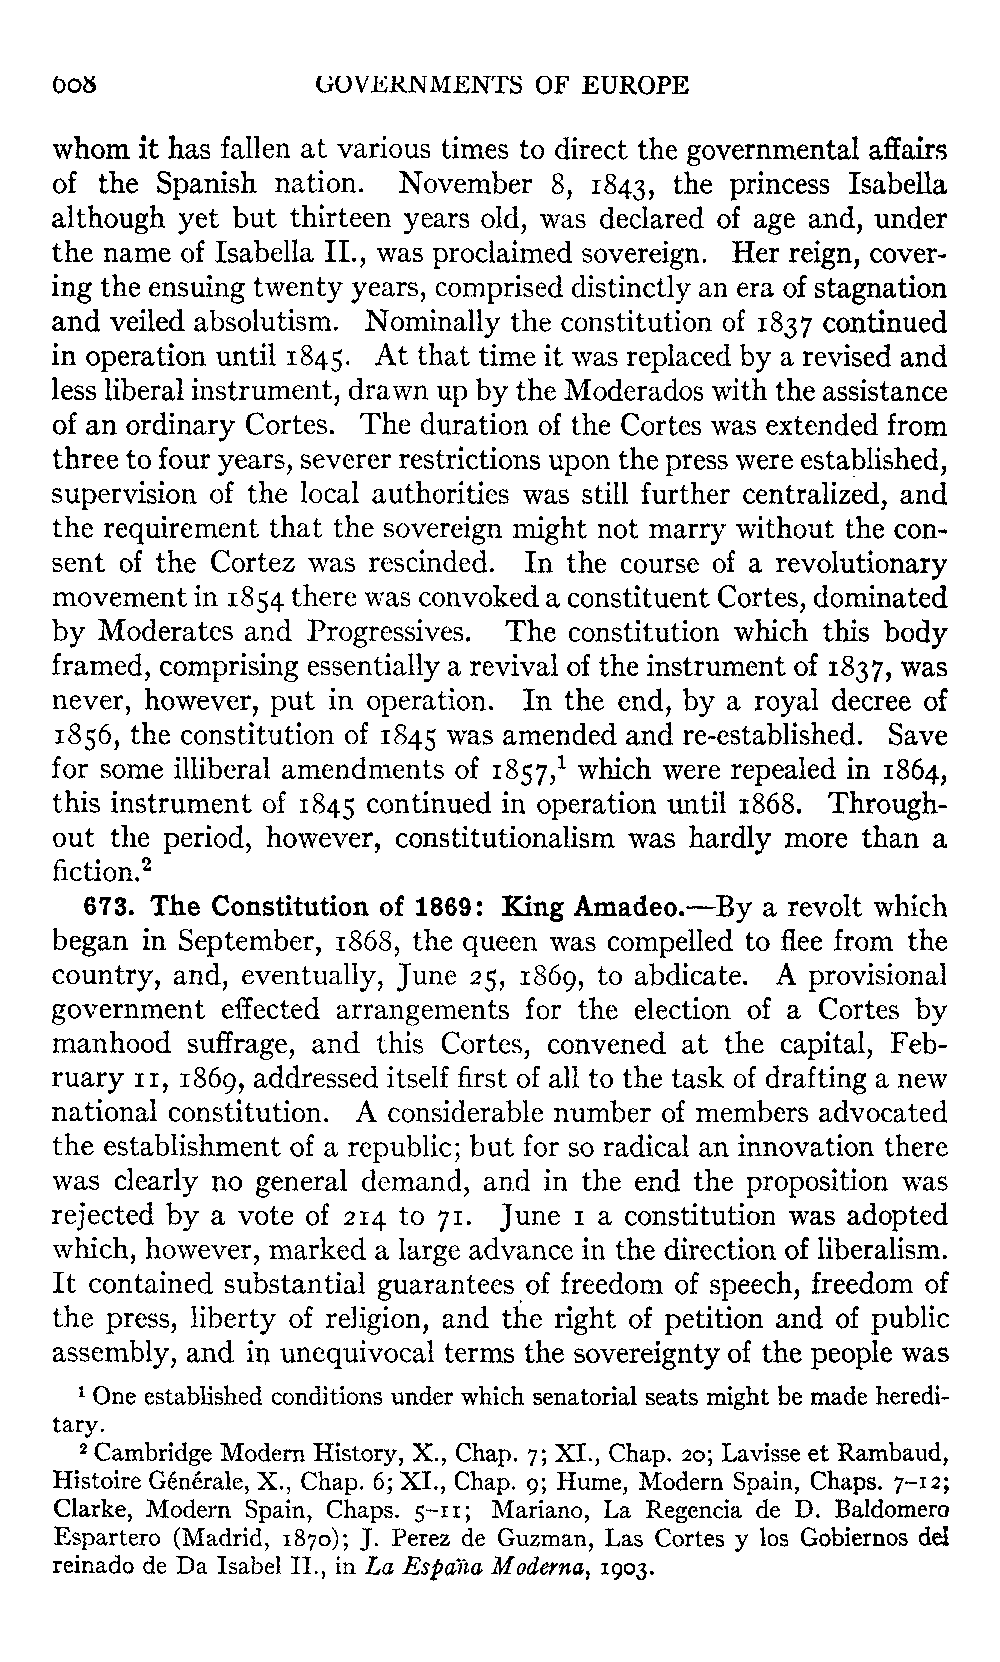 608 GOVERNMENTS OF EUROPE
whom it has fallen at various times to direct the governmental affairs
of the Spanish nation. November 8, 1843, the princess Isabella
although yet but thirteen years old, was declared of age and, under
the name of Isabella II., was proclaimed sovereign. Her reign, cover-
ing the ensuing twenty years, comprised distinctly an era of stagnation
and veiled absolutism. Nominally the constitution of 1837 continued
in operation until 1845. At that time it was replaced by a revised and
less liberal instrument, drawn up by the Moderados with the assistance
of an ordinary Cortes. The duration of the Cortes was extended from
three to four years, severer restrictions upon the press were established,
supervision of the local authorities was still further centralized, and
the requirement that the sovereign might not marry without the con-
sent of the Cortez was rescinded. In the course of a revolutionary
movement in 1854 there was convoked a constituent Cortes, dominated
by Moderates and Progressives. The constitution which this body
framed, comprising essentially a revival of the instrument of 1837, was
never, however, put in operation. In the end, by a royal decree of
1856, the constitution of 1845 was amended and re-established. Save
for some illiberal amendments of 1857,¹ which were repealed in 1864,
this instrument of 1845 continued in operation until 1868. Through-
out the period, however, constitutionalism was hardly more than a
fiction.²
673. The Constitution of 1869: King Amadeo.—By a revolt which
began in September, 1868, the queen was compelled to flee from the
country, and, eventually, June 25, 1869, to abdicate. A provisional
government effected arrangements for the election of a Cortes by
manhood suffrage, and this Cortes, convened at the capital, Feb-
ruary 11, 1869, addressed itself first of all to the task of drafting a new
national constitution. A considerable number of members advocated
the establishment of a republic; but for so radical an innovation there
was clearly no general demand, and in the end the proposition was
rejected by a vote of 214 to 71. June 1 a constitution was adopted
which, however, marked a large advance in the direction of liberalism.
It contained substantial guarantees of freedom of speech, freedom of
the press, liberty of religion, and the right of petition and of public
assembly, and in unequivocal terms the sovereignty of the people was
¹ One established conditions under which senatorial seats might be made heredi-
tary.
² Cambridge Modern History, X., Chap. 7; XI., Chap. 20; Lavisse et Rambaud,
Histoire Générale, X., Chap. 6; XI., Chap. 9; Hume, Modern Spain, Chaps. 7–12;
Clarke, Modern Spain, Chaps. 5–11; Mariano, La Regencia de D. Baldomero
Espartero (Madrid, 1870); J. Perez de Guzman, Las Cortes y los Gobiernos del
reinado de Da Isabel II., in La España Moderna, 1903.